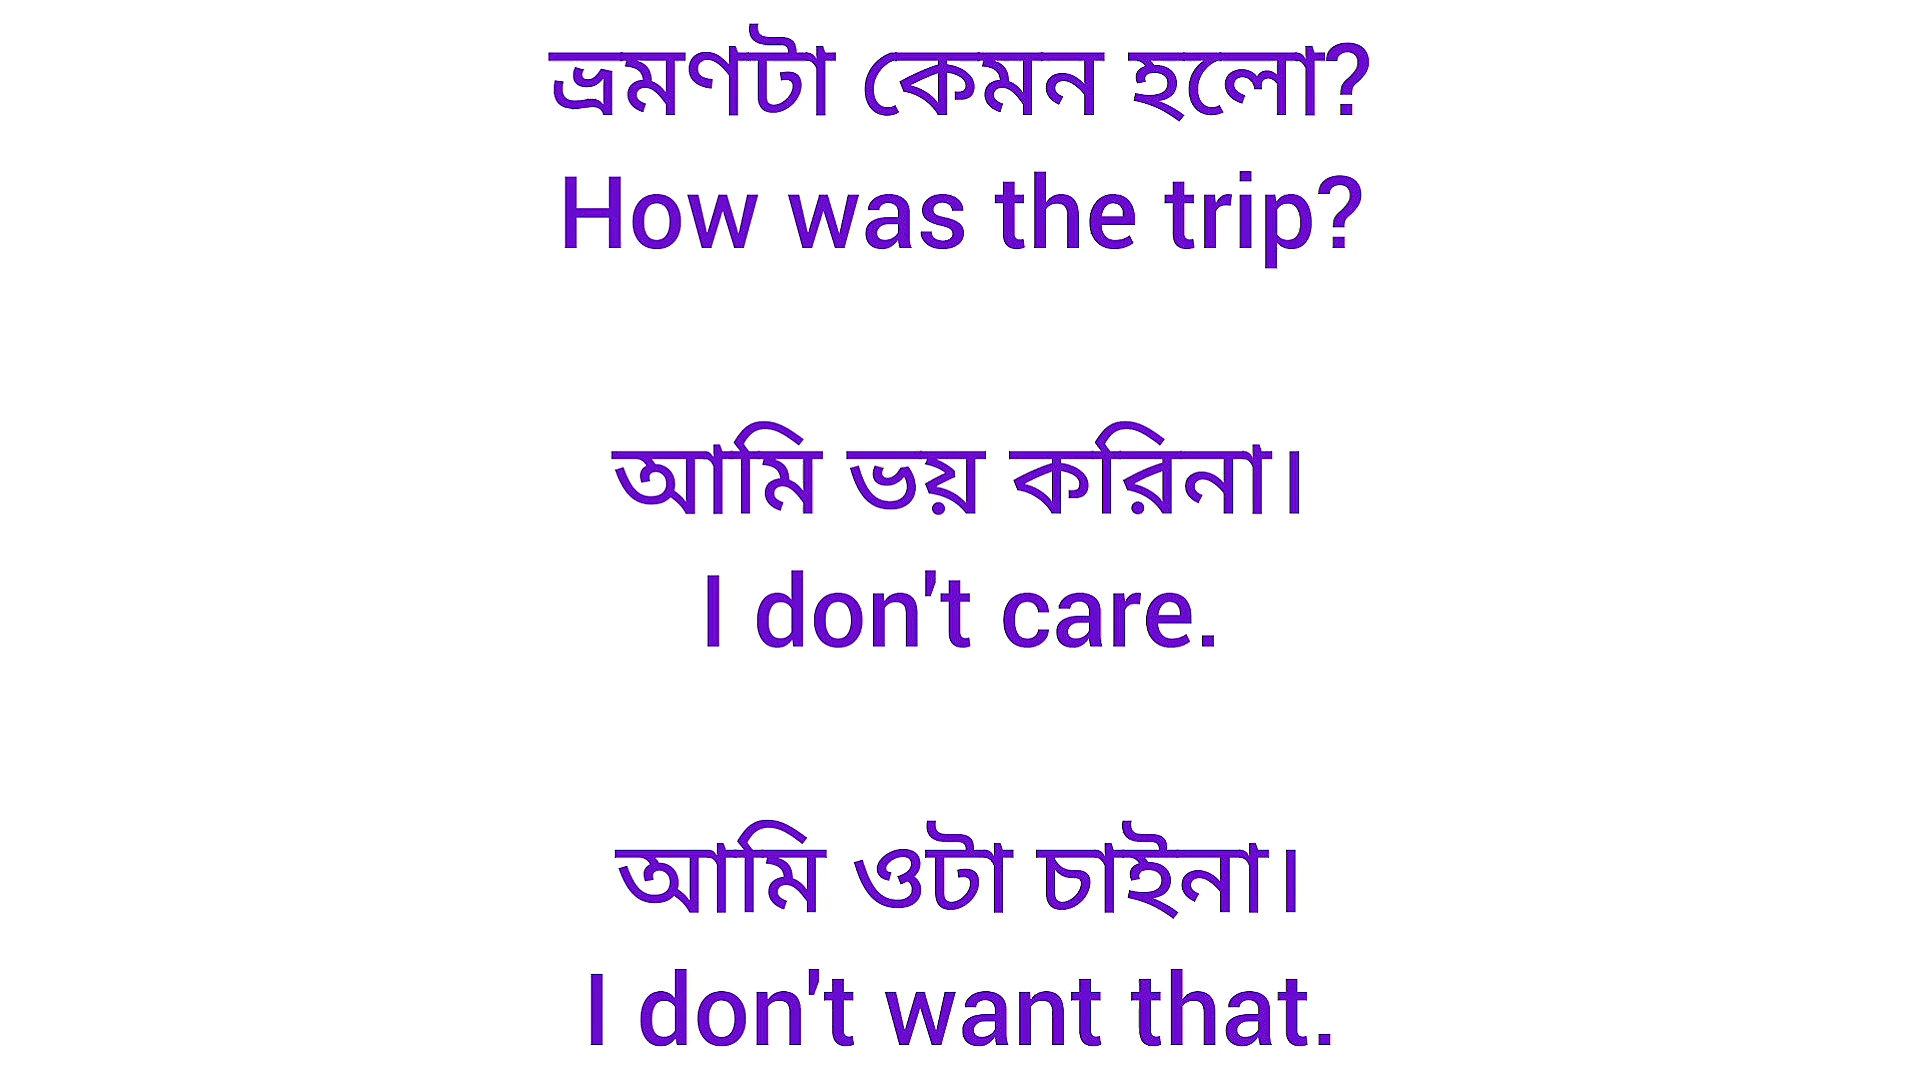 ভ্রমণটা কেমন হলো?
How was the trip?
আমি ভয় করিনা।
I don't care.
আমি ওটা চাইনা।
I don't want that.